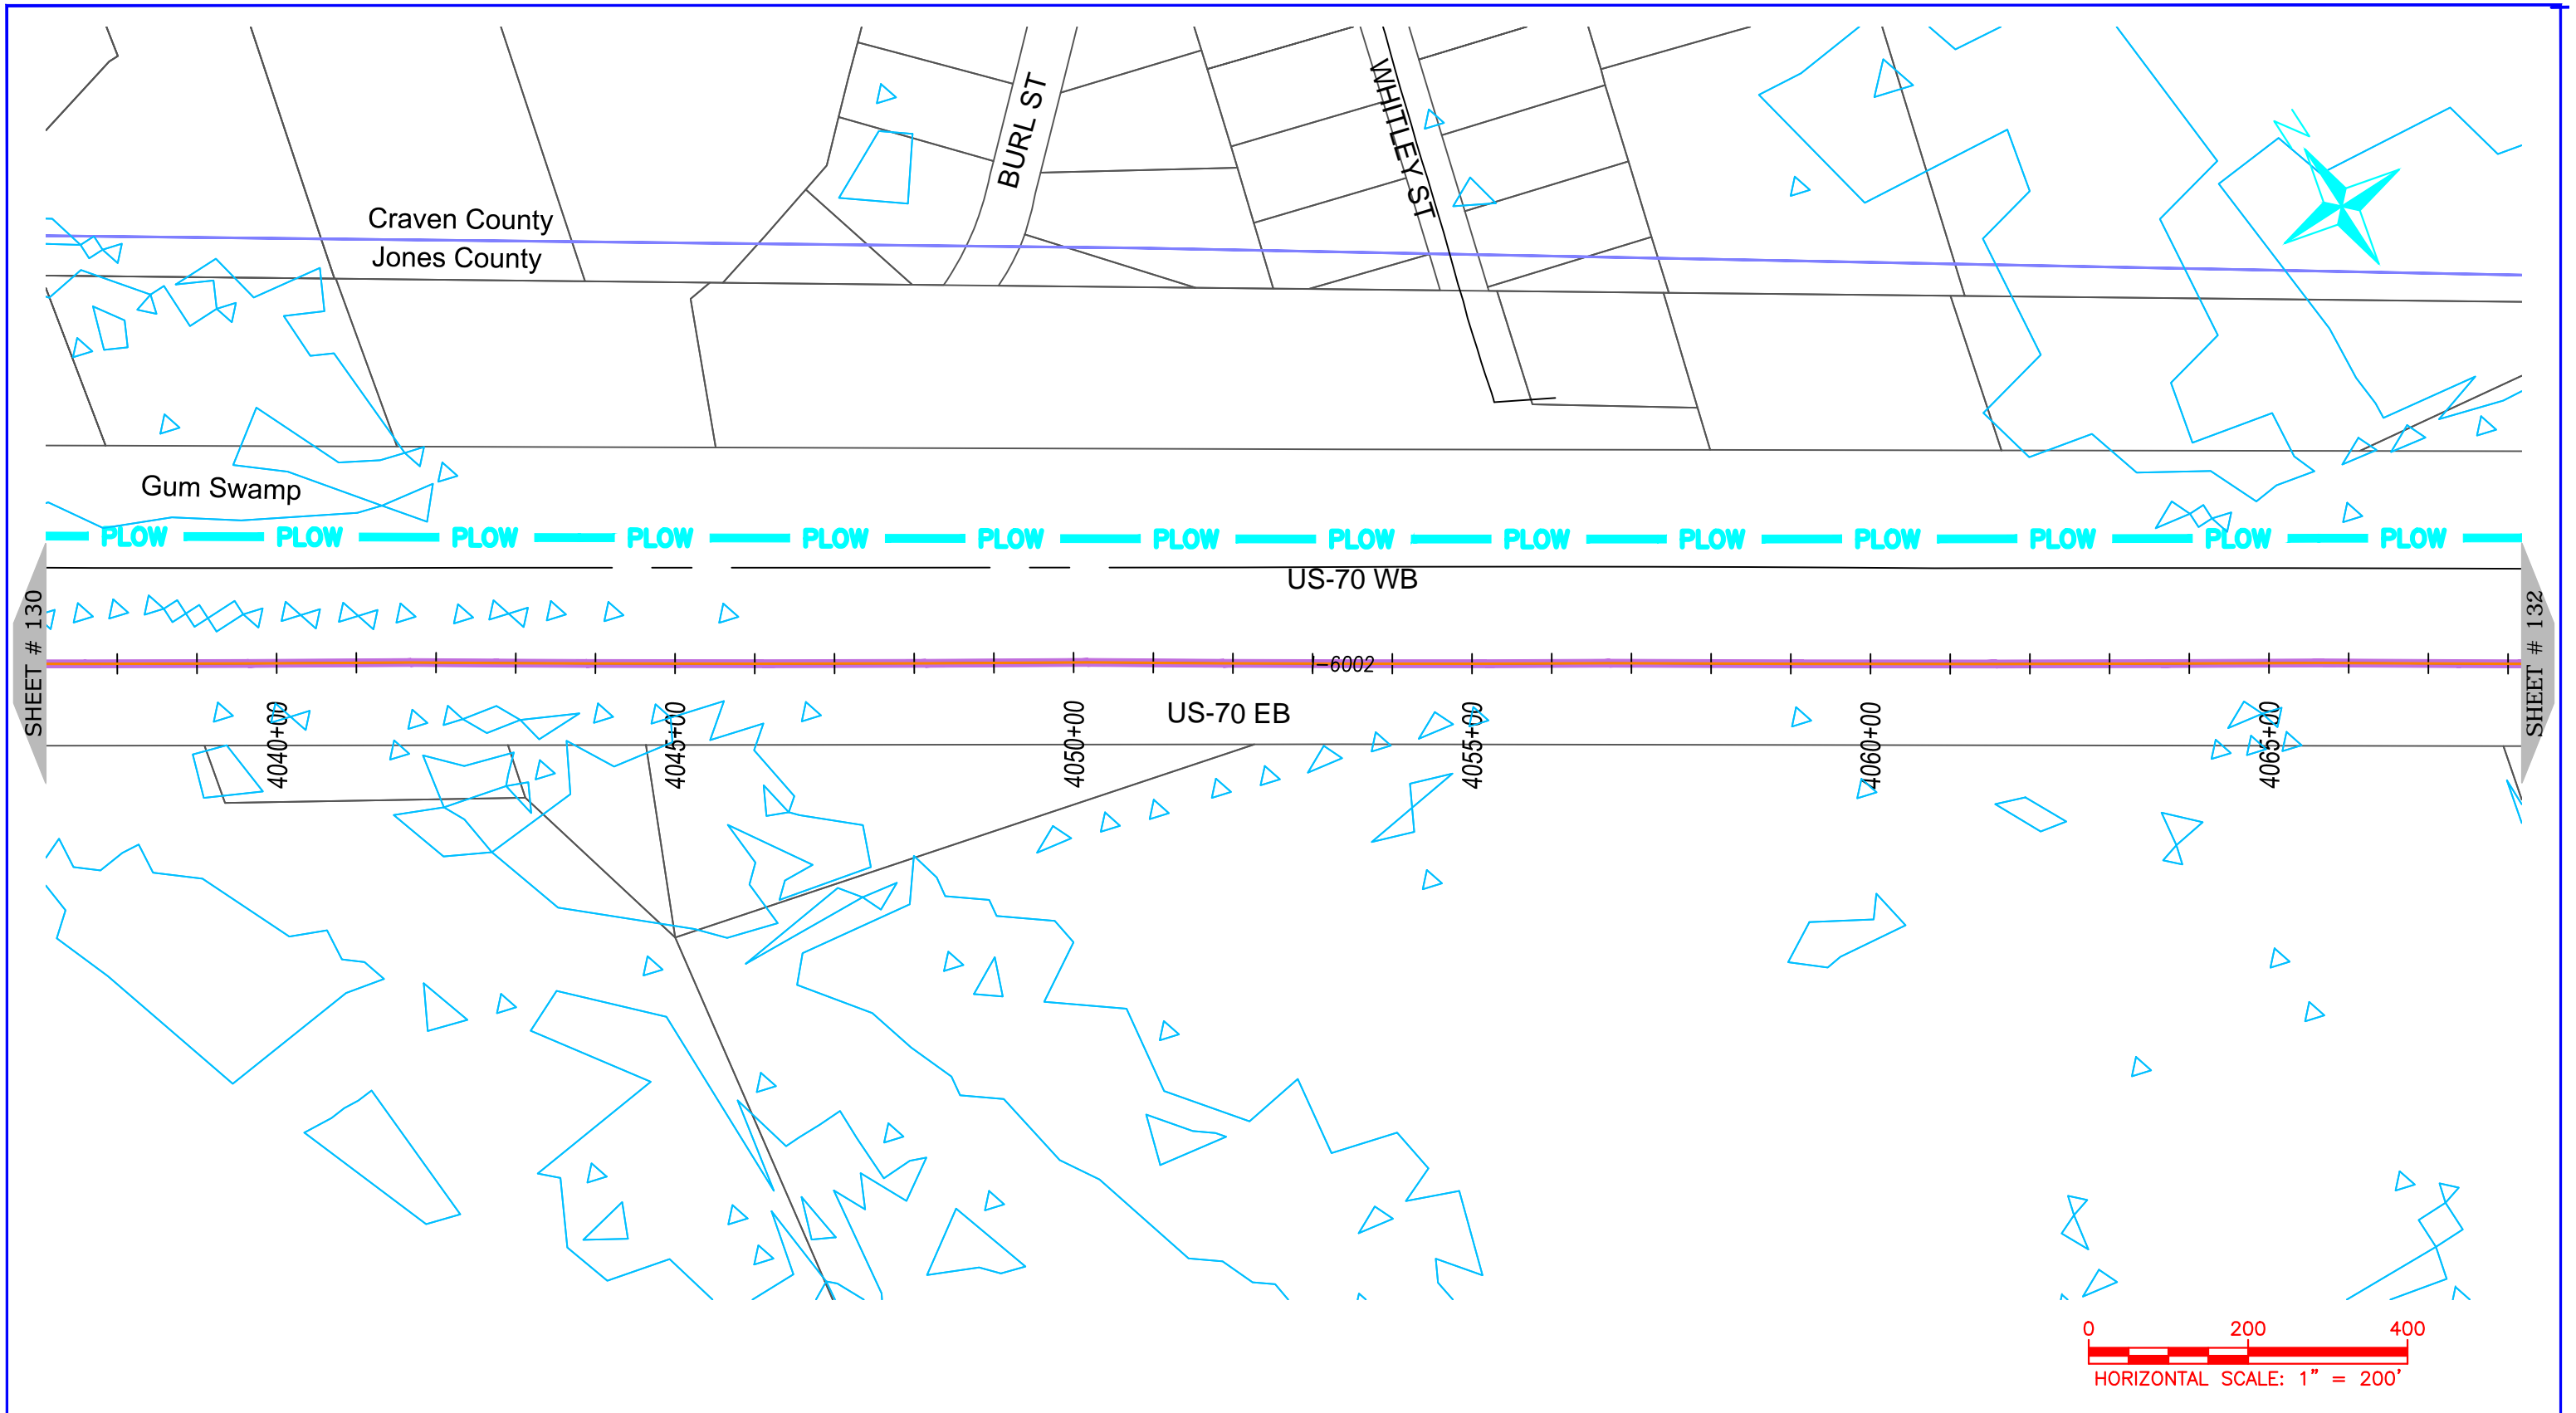 BURL ST
WHITLEY ST
Craven County
Jones County
Gum Swamp
PLOW PLOW PLOW PLOW PLOW PLOW PLOW PLOW PLOW PLOW PLOW PLOW PLOW PLOW
US-70 WB
SHEET # 130
SHEET # 132
I-6002
US-70 EB
4040+00
4045+00
4050+00
4055+00
4060+00
4065+00
0 200 400
HORIZONTAL SCALE: 1" = 200'